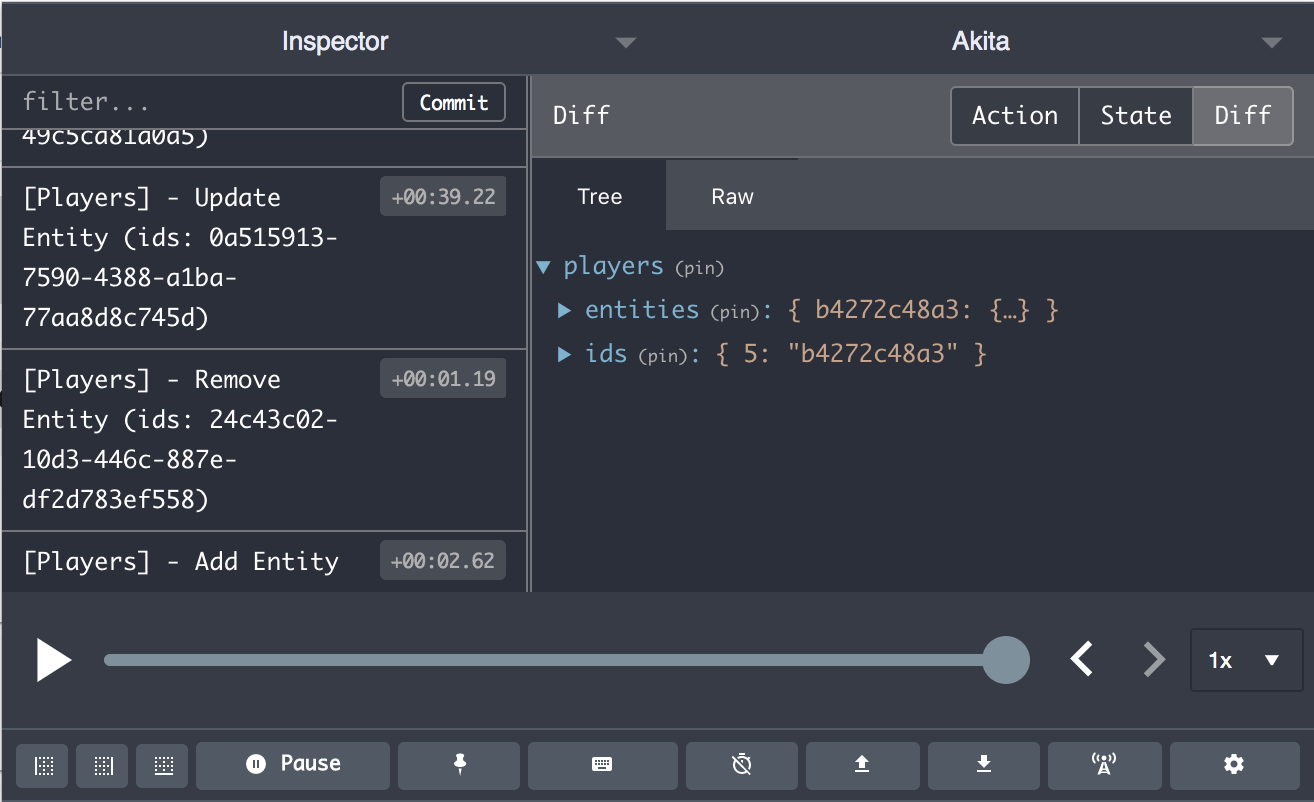 Inspector
Akita
filter...
Commit
49c5ca81a0a5)
[Players] - Update
+00:39.22
Entity (ids: 0a515913-
7590-4388-a1ba-
77aa8d8c745d)
[Players] - Remove
+00:01.19
Entity (ids: 24c43c02-
10d3-446c-887e-
df2d783ef558)
[Players] - Add Entity
+00:02.62
Diff
Action
State
Diff
Tree
Raw
players (pin)
entities (pin): { b4272c48a3: {…} }
ids (pin): { 5: "b4272c48a3" }
1x
Pause